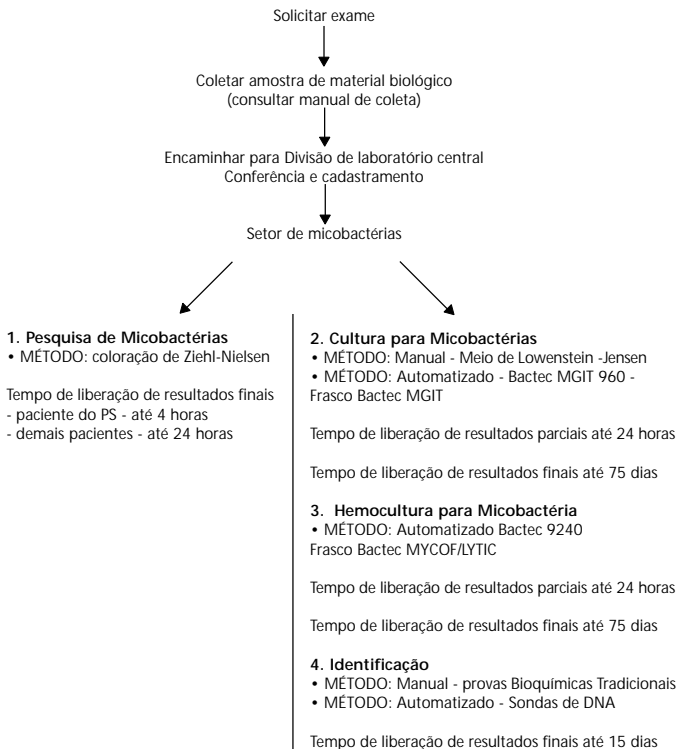 Solicitar exame
Coletar amostra de material biológico
(consultar manual de coleta)
Encaminhar para Divisão de laboratório central
Conferência e cadastramento
Setor de micobactérias
1. Pesquisa de Micobactérias
• MÉTODO: coloração de Ziehl-Nielsen
Tempo de liberação de resultados finais
- paciente do PS - até 4 horas
- demais pacientes - até 24 horas
2. Cultura para Micobactérias
• MÉTODO: Manual - Meio de Lowenstein -Jensen
• MÉTODO: Automatizado - Bactec MGIT 960 -
Frasco Bactec MGIT
Tempo de liberação de resultados parciais até 24 horas
Tempo de liberação de resultados finais até 75 dias
3. Hemocultura para Micobactéria
• MÉTODO: Automatizado Bactec 9240
Frasco Bactec MYCOF/LYTIC
Tempo de liberação de resultados parciais até 24 horas
Tempo de liberação de resultados finais até 75 dias
4. Identificação
• MÉTODO: Manual - provas Bioquímicas Tradicionais
• MÉTODO: Automatizado - Sondas de DNA
Tempo de liberação de resultados finais até 15 dias